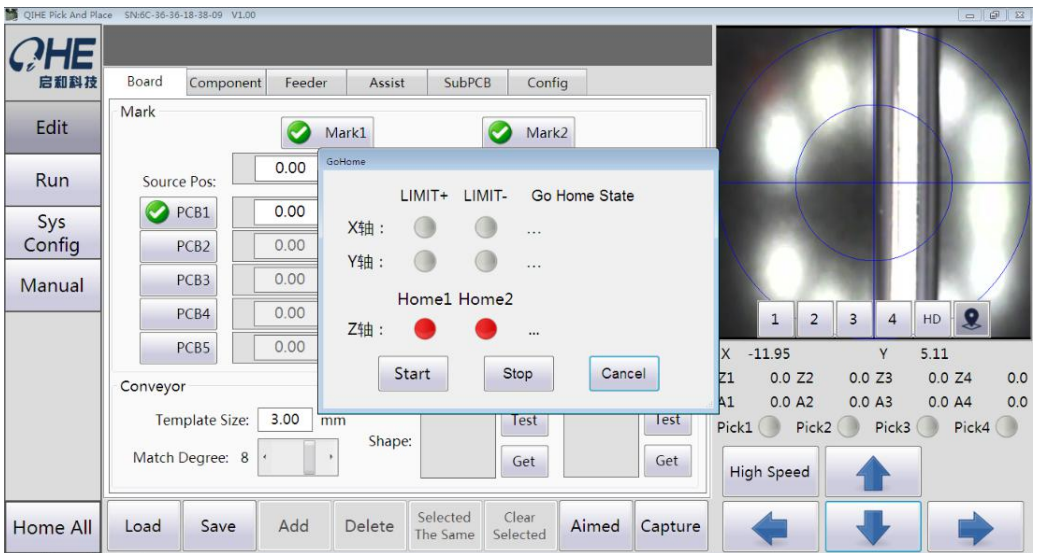 QIHE Pick And Place SN:6C-36-36-18-38-09 V1.00
QHE
启和科技
Edit
Run
Sys
Config
Manual
Home All
Board Component Feeder Assist SubPCB Config
Mark
Mark1 Mark2
0.00
Source Pos:
PCB1 0.00
PCB2 0.00
PCB3 0.00
PCB4 0.00
PCB5 0.00
GoHome
LIMIT+ LIMIT- Go Home State
X轴： ...
Y轴： ...
Home1 Home2
Z轴： ...
Start Stop Cancel
Conveyor
Template Size: 3.00 mm
Match Degree: 8
Shape:
Test Test
Get Get
Load Save Add Delete Selected The Same Clear Selected Aimed Capture
1 2 3 4 HD
X -11.95 Y 5.11
Z1 0.0 Z2 0.0 Z3 0.0 Z4 0.0
A1 0.0 A2 0.0 A3 0.0 A4 0.0
Pick1 Pick2 Pick3 Pick4
High Speed